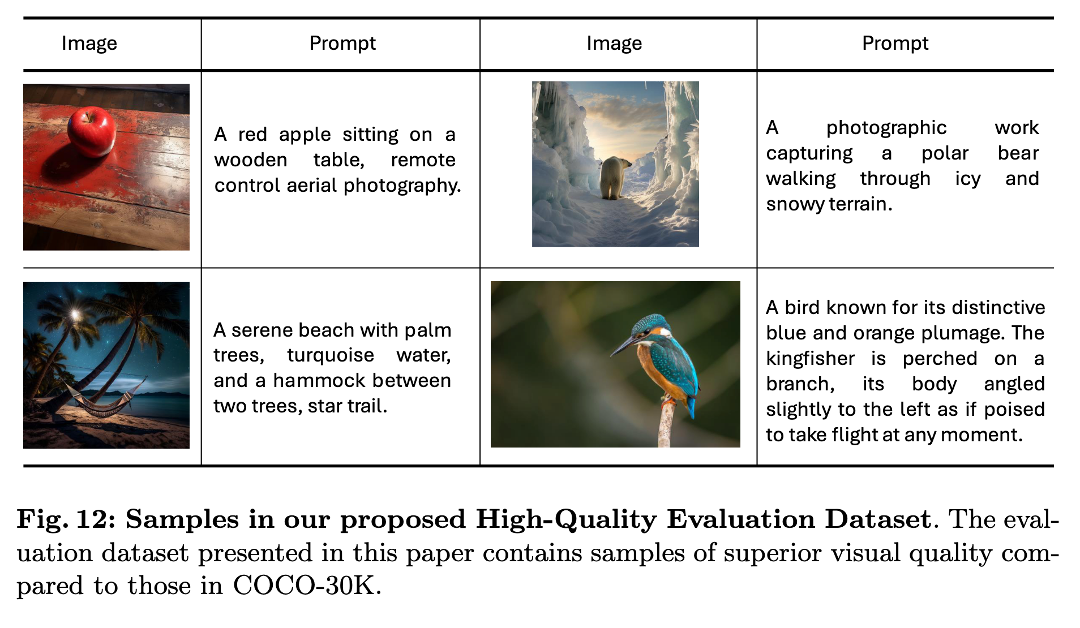 Image
Prompt
Image
Prompt
A red apple sitting on a
wooden table, remote
control aerial photography.
A photographic work
capturing a polar bear
walking through icy and
snowy terrain.
A serene beach with palm
trees, turquoise water,
and a hammock between
two trees, star trail.
A bird known for its distinctive
blue and orange plumage. The
kingfisher is perched on a
branch, its body angled
slightly to the left as if poised
to take flight at any moment.
Fig. 12: Samples in our proposed High-Quality Evaluation Dataset. The eval-
uation dataset presented in this paper contains samples of superior visual quality com-
pared to those in COCO-30K.